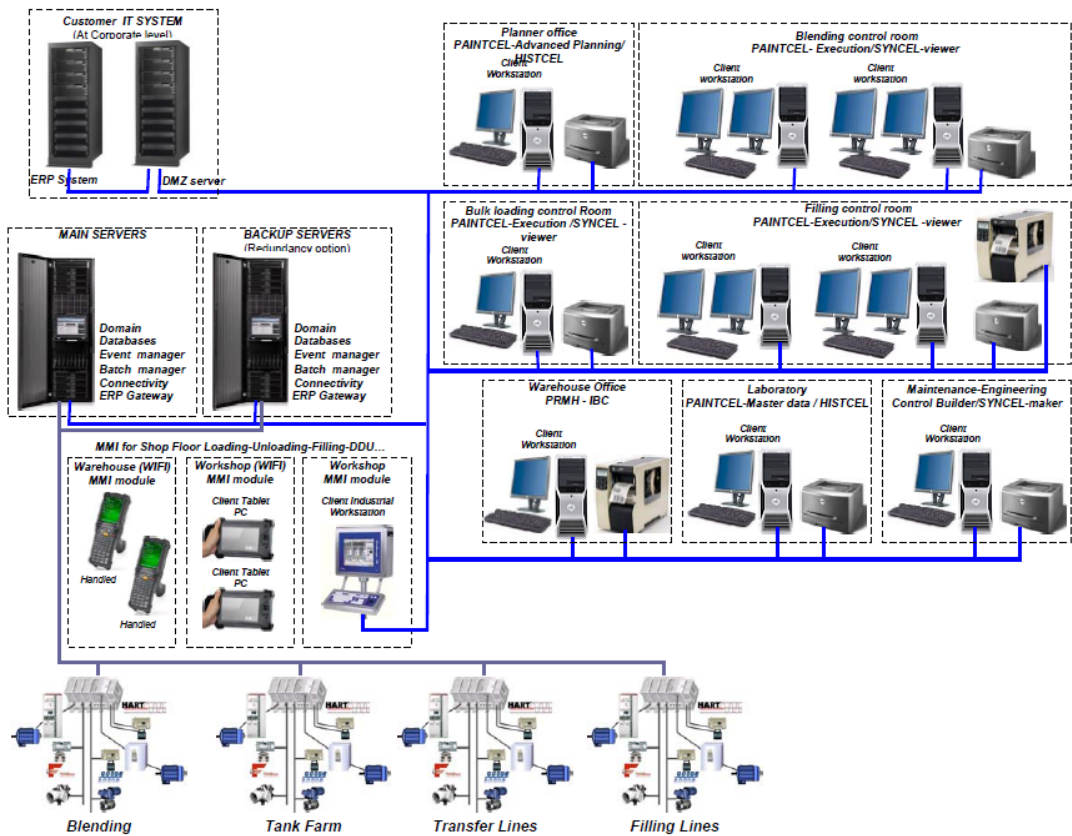 Customer IT SYSTEM
(At Corporate level)
ERP System
DMZ server
Planner office
PAINTCEL-Advanced Planning/
HISTCEL
Client
Workstation
Blending control room
PAINTCEL- Execution/SYNCEL-viewer
Client
workstation
Client
workstation
MAIN SERVERS
Domain
Databases
Event manager
Batch manager
Connectivity
ERP Gateway
BACKUP SERVERS
(Redundancy option)
Domain
Databases
Event manager
Batch manager
Connectivity
ERP Gateway
Bulk loading control Room
PAINTCEL-Execution /SYNCEL -
viewer
Client
Workstation
Filling control room
PAINTCEL-Execution/SYNCEL -viewer
Client
workstation
Client
workstation
Warehouse Office
PRMH - IBC
Client
Workstation
Laboratory
PAINTCEL-Master data / HISTCEL
Client
Workstation
Maintenance-Engineering
Control Builder/SYNCEL-maker
Client
Workstation
MMI for Shop Floor Loading-Unloading-Filling-DDU...
Warehouse (WIFI)
MMI module
Handled
Handled
Workshop (WIFI)
MMI module
Client Tablet
PC
Client Tablet
PC
Workshop
MMI module
Client Industrial
Workstation
HART
HART
HART
HART
Blending
Tank Farm
Transfer Lines
Filling Lines